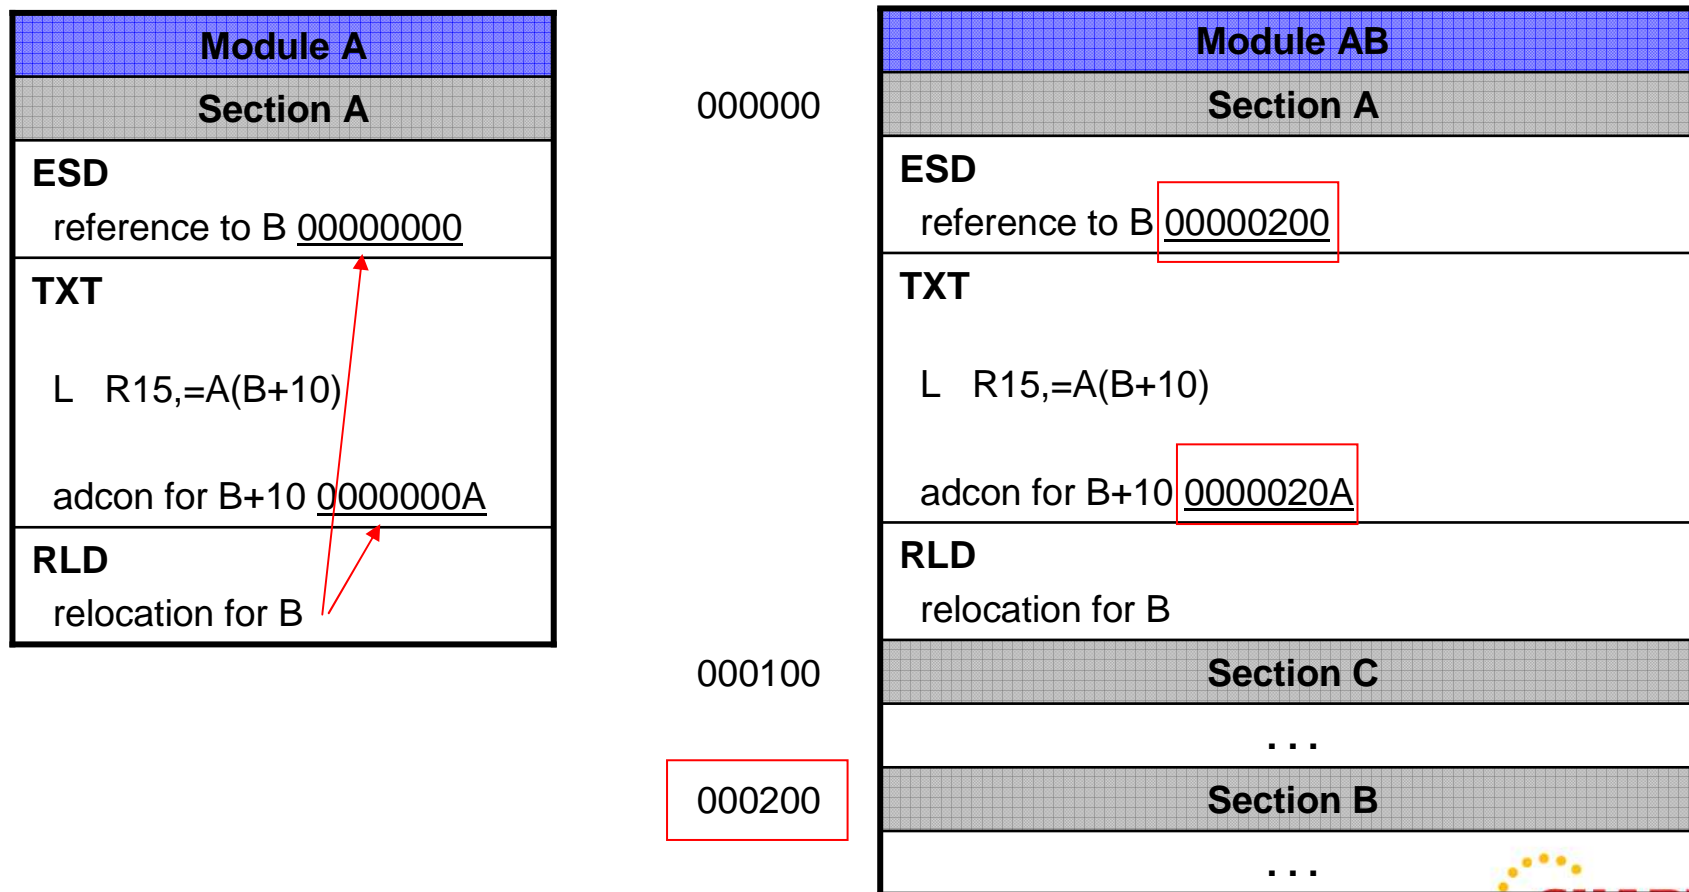 Module A
Section A
ESD
reference to B 00000000
TXT
L R15,=A(B+10)
adcon for B+10 0000000A
RLD
relocation for B
000000
000100
000200
Module AB
Section A
ESD
reference to B 00000200
TXT
L R15,=A(B+10)
adcon for B+10 0000020A
RLD
relocation for B
Section C
. . .
Section B
. . .